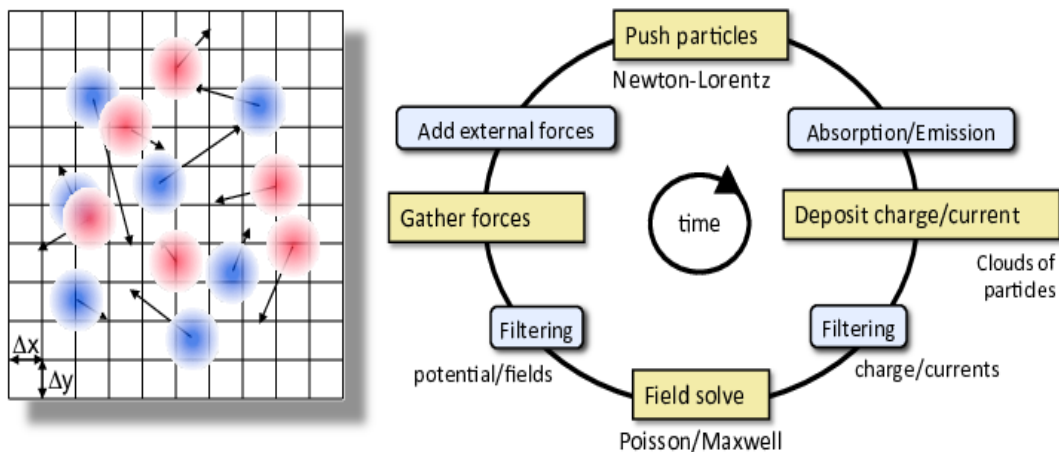 Δx
Δy
Push particles
Newton-Lorentz
Add external forces
Absorption/Emission
Gather forces
time
Deposit charge/current
Clouds of
particles
Filtering
Filtering
potential/fields
charge/currents
Field solve
Poisson/Maxwell